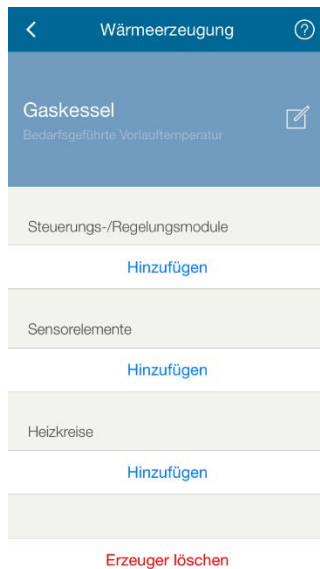 Wärmeerzeugung
Gaskessel
Bedarfsgeführte Vorlauftemperatur
Steuerungs-/Regelungsmodule
Hinzufügen
Sensorelemente
Hinzufügen
Heizkreise
Hinzufügen
Erzeuger löschen